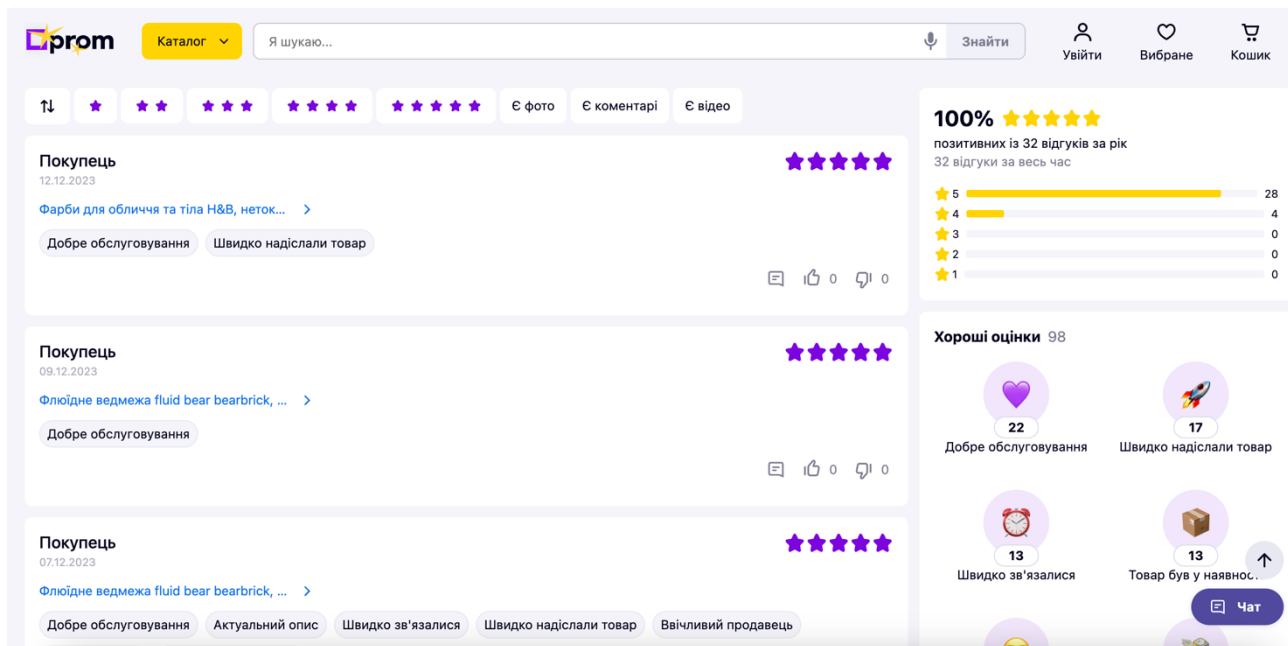 prom
Каталог
Я шукаю...
Знайти
Увійти
Вибране
Кошик
Є фото
Є коментарі
Є відео
Покупець
12.12.2023
Фарби для обличчя та тіла H&B, неток...
Добре обслуговування
Швидко надіслали товар
0
0
Покупець
09.12.2023
Флюїдне ведмежа fluid bear bearbrick, ...
Добре обслуговування
0
0
Покупець
07.12.2023
Флюїдне ведмежа fluid bear bearbrick, ...
Добре обслуговування
Актуальний опис
Швидко зв'язалися
Швидко надіслали товар
Ввічливий продавець
100%
позитивних із 32 відгуків за рік
32 відгуки за весь час
5 28
4 4
3 0
2 0
1 0
Хороші оцінки 98
22
Добре обслуговування
17
Швидко надіслали товар
13
Швидко зв'язалися
13
Товар був у наявност
Чат